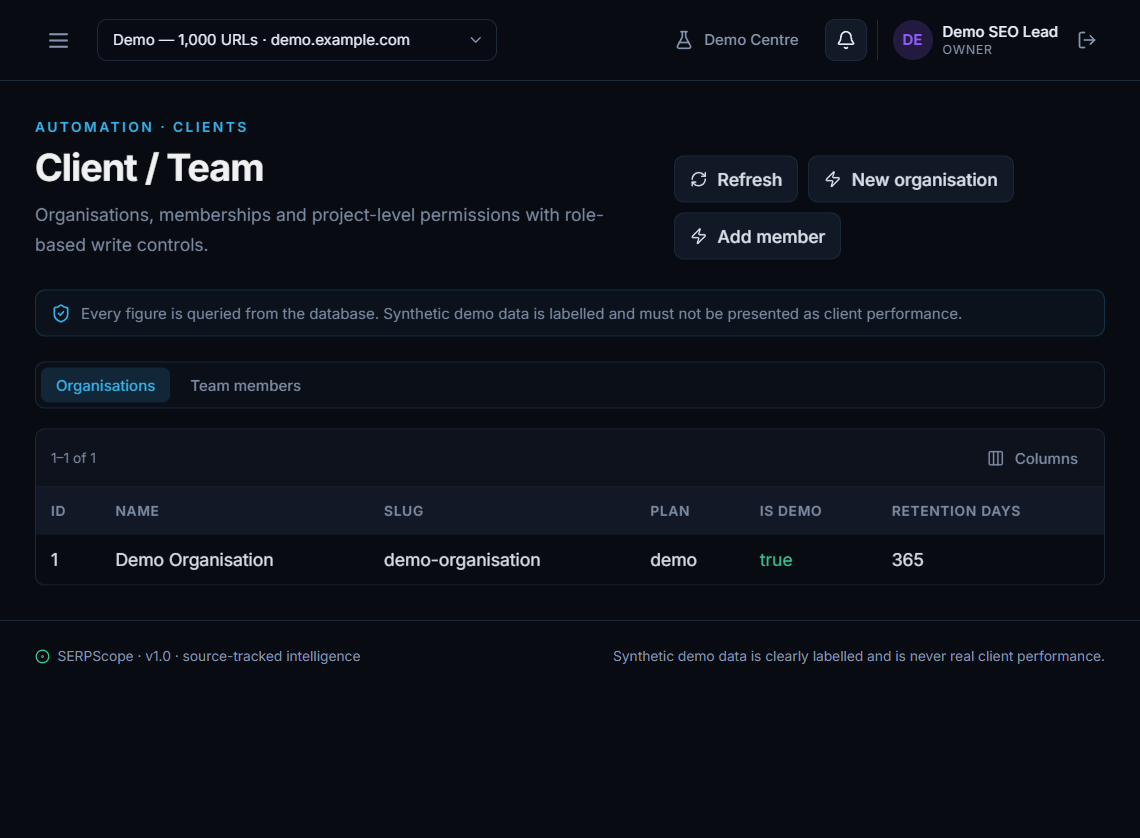 Demo — 1,000 URLs · demo.example.com
Demo Centre
DE
Demo SEO Lead
OWNER
AUTOMATION · CLIENTS
Client / Team
Organisations, memberships and project-level permissions with role-
based write controls.
Refresh
New organisation
Add member
Every figure is queried from the database. Synthetic demo data is labelled and must not be presented as client performance.
Organisations Team members
1–1 of 1 Columns
ID NAME SLUG PLAN IS DEMO RETENTION DAYS
1 Demo Organisation demo-organisation demo true 365
SERPScope · v1.0 · source-tracked intelligence
Synthetic demo data is clearly labelled and is never real client performance.